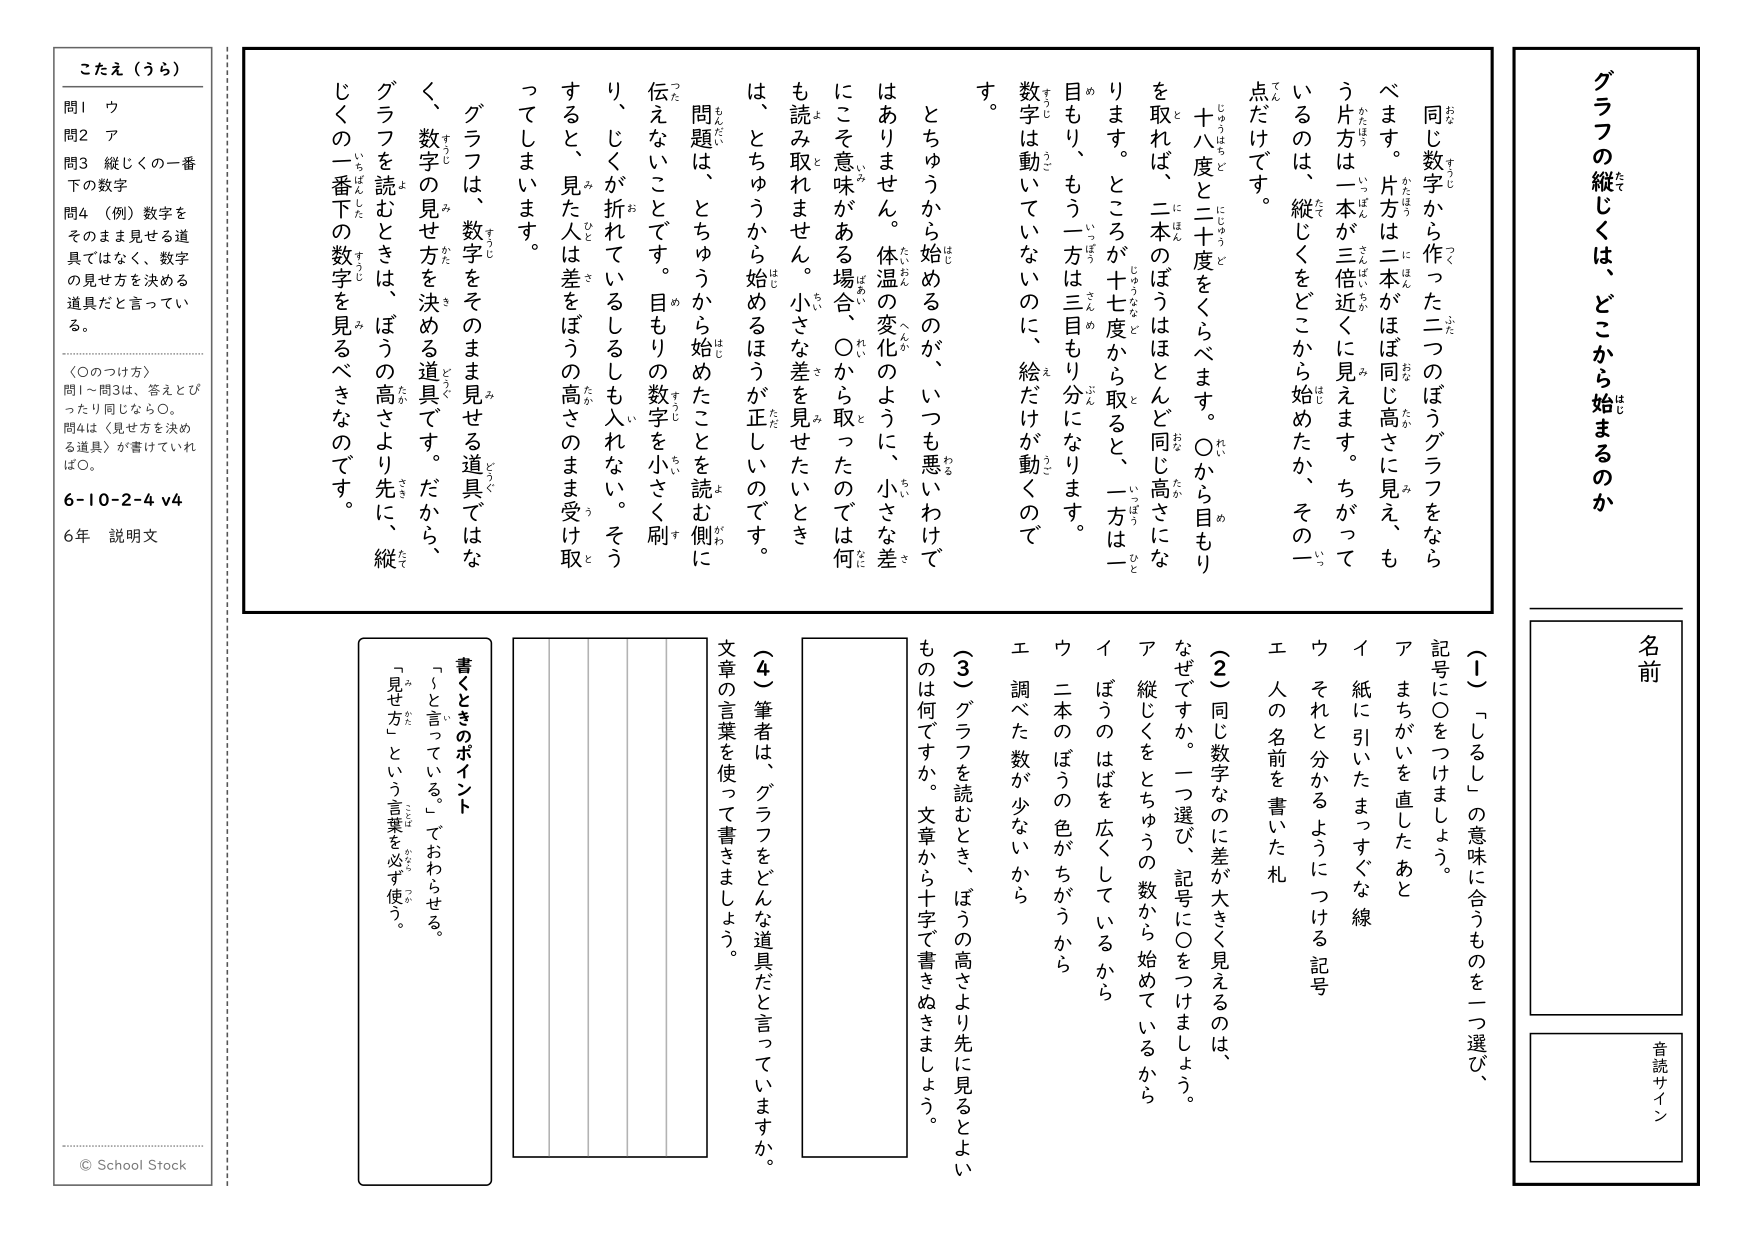 グラフの縦じくは、どこから始まるのか
名前
音読サイン
同じ数字から作った二つのぼうグラフをなら
べます。片方は二本がほぼ同じ高さに見え、も
う片方は一本が三倍近くに見えます。ちがって
いるのは、縦じくをどこから始めたか、その一
点だけです。
十八度と二十度をくらべます。〇から目もり
を取れば、二本のぼうはほとんど同じ高さにな
ります。ところが十七度から取ると、一方は一
目もり、もう一方は三目もり分になります。
数字は動いていないのに、絵だけが動くので
す。
とちゅうから始めるのが、いつも悪いわけで
はありません。体温の変化のように、小さな差
にこそ意味がある場合、〇から取ったのでは何
も読み取れません。小さな差を見せたいとき
は、とちゅうから始めるほうが正しいのです。
問題は、とちゅうから始めたことを読む側に
伝えないことです。目もりの数字を小さく刷
り、じくが折れているしるしも入れない。そう
すると、見た人は差をぼうの高さのまま受け取
ってしまいます。
グラフは、数字をそのまま見せる道具ではな
く、数字の見せ方を決める道具です。だから、
グラフを読むときは、ぼうの高さより先に、縦
じくの一番下の数字を見るべきなのです。
（1）「しるし」の意味に合うものを一つ選び、
記号に〇をつけましょう。
ア　まちがいを 直した あと
イ　紙に 引いた まっすぐな 線
ウ　それと 分かる ように つける 記号
エ　人の 名前を 書いた 札
（2）同じ数字なのに差が大きく見えるのは、
なぜですか。一つ選び、記号に〇をつけましょう。
ア　縦じくを とちゅうの 数から 始めて いるから
イ　ぼうの はばを 広くして いるから
ウ　二本の ぼうの 色が ちがうから
エ　調べた 数が 少ないから
（3）グラフを読むとき、ぼうの高さより先に見るとよい
ものは何ですか。文章から十字で書きぬきましょう。
（4）筆者は、グラフをどんな道具だと言っていますか。
文章の言葉を使って書きましょう。
書くときのポイント
「〜と言っている。」でおわらせる。
「見せ方」という言葉を必ず使う。
こたえ（うら）
問1　ウ
問2　ア
問3　縦じくの一番
下の数字
問4　（例）数字を
そのまま見せる道
具ではなく、数字
の見せ方を決める
道具だと言ってい
る。
〈〇のつけ方〉
問1〜問3は、答えとぴ
ったり同じなら〇。
問4は〈見せ方を決め
る道具〉が書けていれ
ば〇。
6-10-2-4 v4
6年　説明文
© School Stock